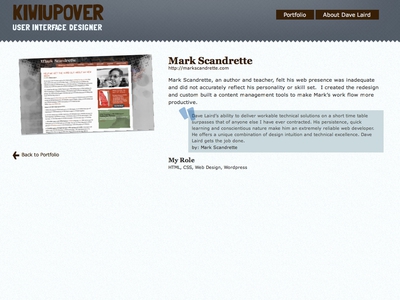 KIWIUPOVER
USER INTERFACE DESIGNER
Portfolio
About Dave Laird
Mark Scandrette
Mark Scandrette
http://markscandrette.com
Mark Scandrette, an author and teacher, felt his web presence was inadequate
and did not accurately reflect his personality or skill set. I created the redesign
and custom built a content management tools to make Mark's work flow more
productive.
Dave Laird's ability to deliver workable technical solutions on a short time table
surpasses that of anyone else I have ever contracted. His persistence, quick
learning and conscientious nature make him an extremely reliable web developer.
He offers a unique combination of design intuition and technical excellence. Dave
Laird gets the job done.
by: Mark Scandrette
Back to Portfolio
My Role
HTML, CSS, Web Design, Wordpress